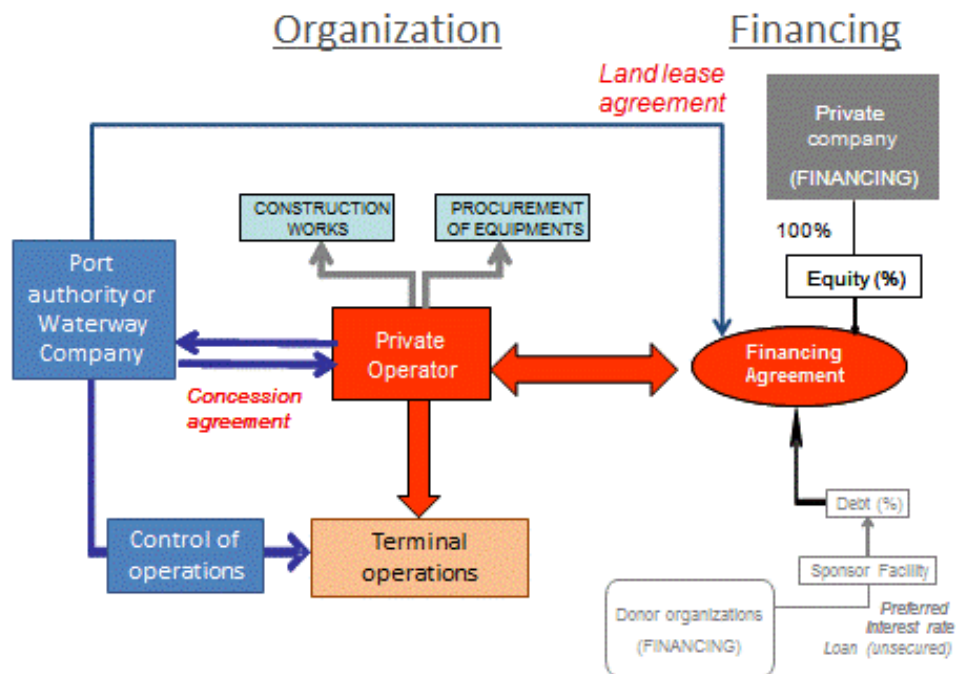 Organization
Financing
Land lease
agreement
Private
company
(FINANCING)
CONSTRUCTION
WORKS
PROCUREMENT
OF EQUIPMENTS
100%
Equity (%)
Port
authority or
Waterway
Company
Private
Operator
Financing
Agreement
Concession
agreement
Debt (%)
Control of
operations
Terminal
operations
Sponsor Facility
Donor organizations
(FINANCING)
Preferred
Interest rate
Loan (unsecured)